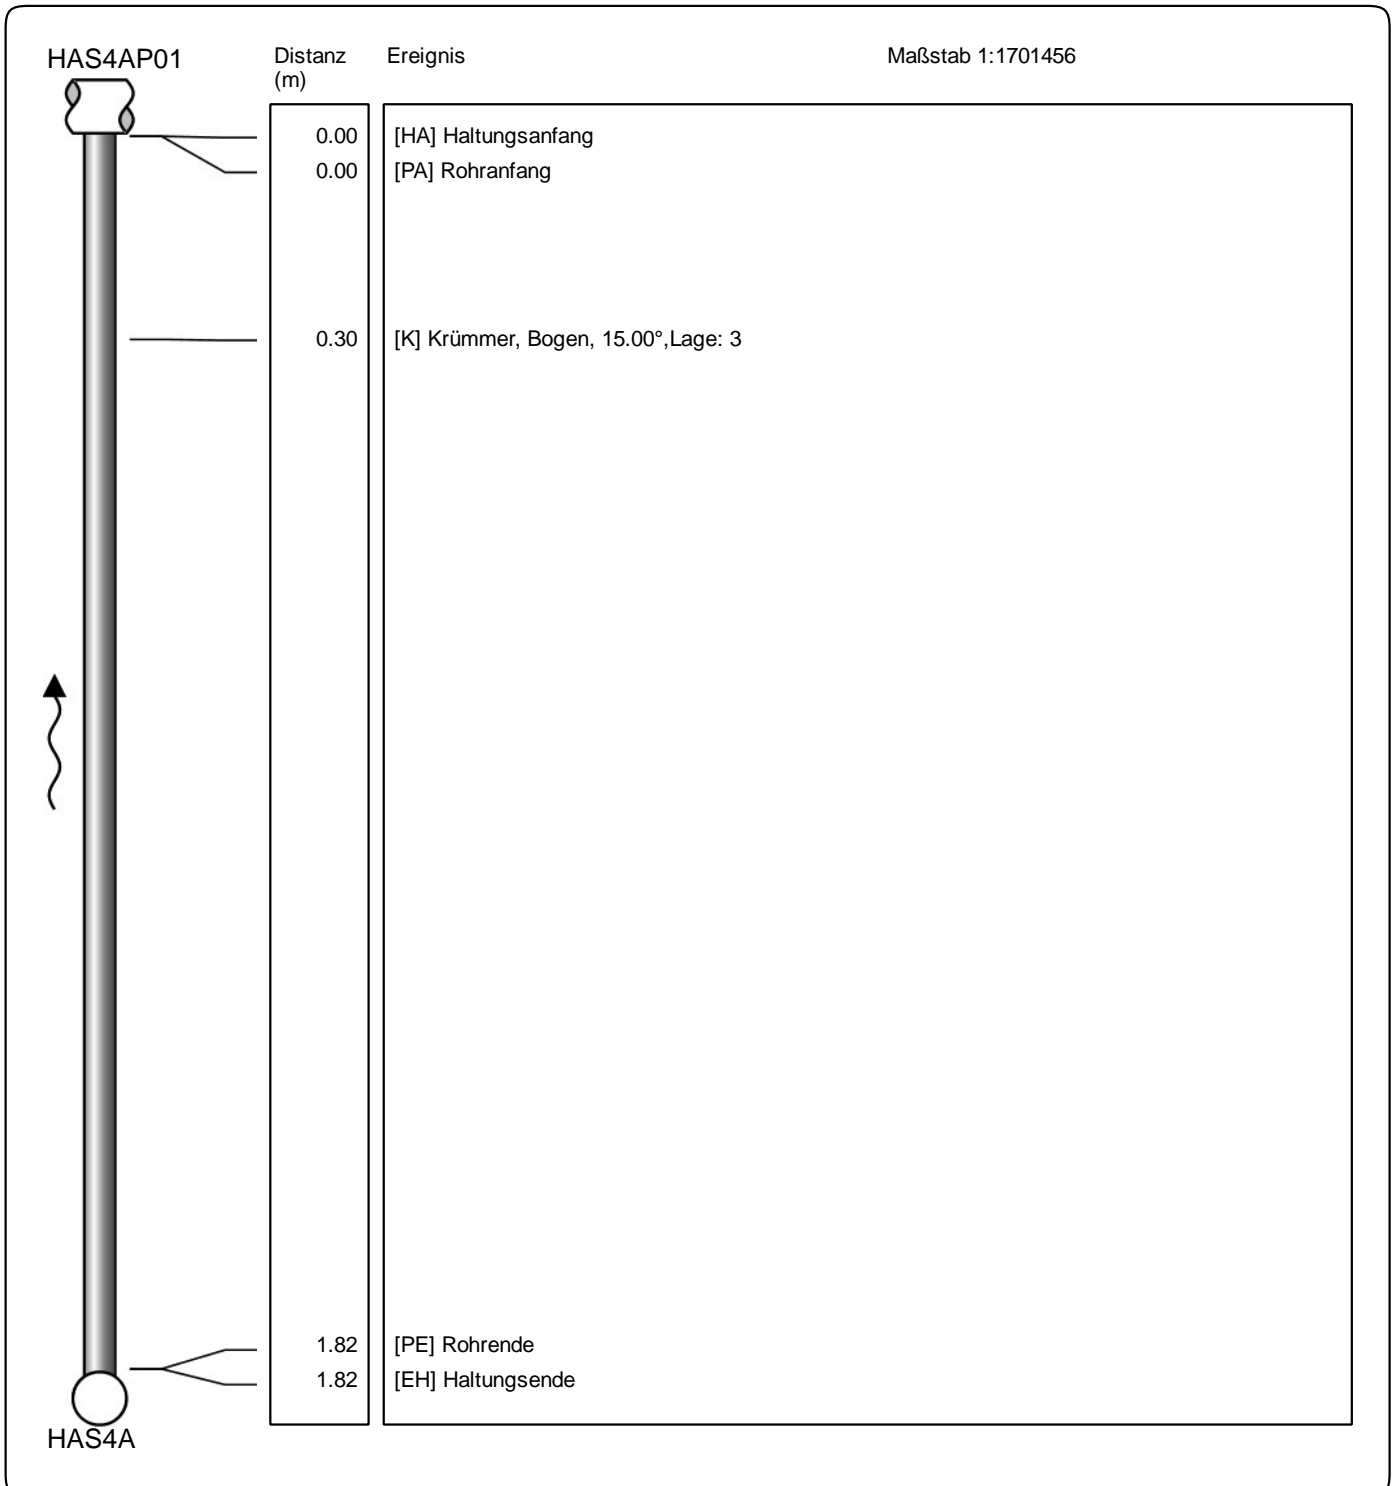 HAS4AP01
Distanz (m)
Ereignis
Maßstab 1:1701456
0.00 [HA] Haltungsanfang
0.00 [PA] Rohranfang
0.30 [K] Krümmer, Bogen, 15.00°,Lage: 3
1.82 [PE] Rohrende
1.82 [EH] Haltungsende
HAS4A